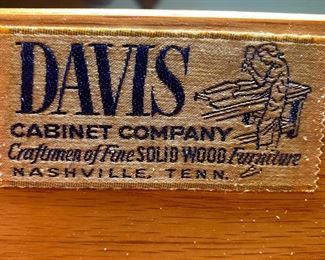 DAVIS
CABINET COMPANY
Craftsmen of Fine SOLID WOOD Furniture
NASHVILLE, TENN.